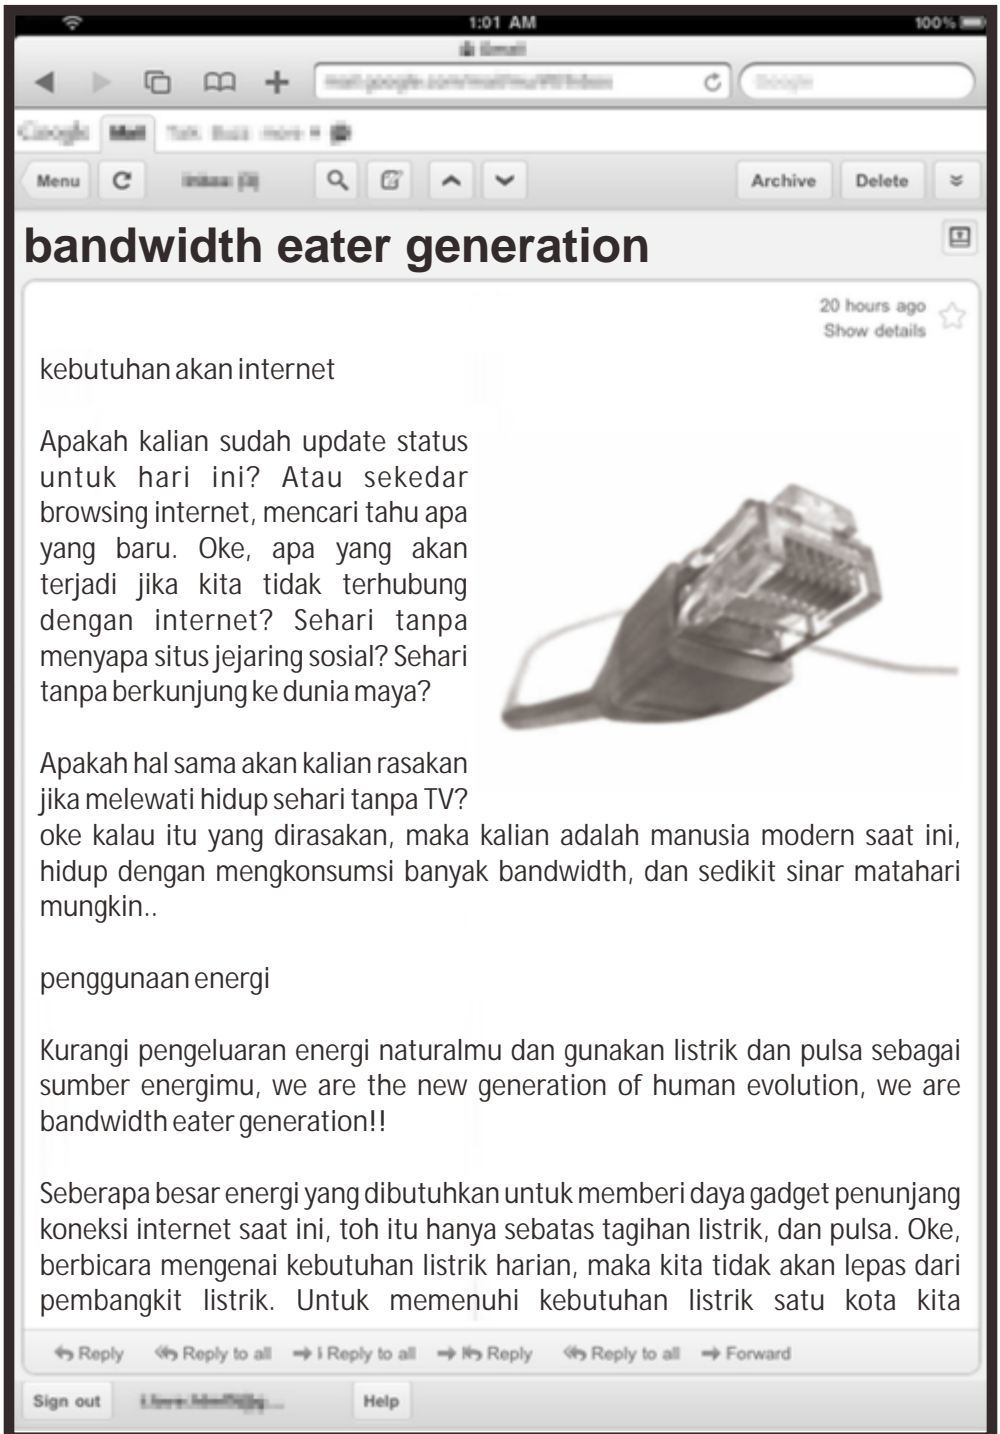 1:01 AM
100%
Menu
Archive
Delete
bandwidth eater generation
20 hours ago
Show details
kebutuhan akan internet
Apakah kalian sudah update status
untuk hari ini? Atau sekedar
browsing internet, mencari tahu apa
yang baru. Oke, apa yang akan
terjadi jika kita tidak terhubung
dengan internet? Sehari tanpa
menyapa situs jejaring sosial? Sehari
tanpa berkunjung ke dunia maya?
Apakah hal sama akan kalian rasakan
jika melewati hidup sehari tanpa TV?
oke kalau itu yang dirasakan, maka kalian adalah manusia modern saat ini,
hidup dengan mengkonsumsi banyak bandwidth, dan sedikit sinar matahari
mungkin..
penggunaan energi
Kurangi pengeluaran energi naturalmu dan gunakan listrik dan pulsa sebagai
sumber energimu, we are the new generation of human evolution, we are
bandwidth eater generation!!
Seberapa besar energi yang dibutuhkan untuk memberi daya gadget penunjang
koneksi internet saat ini, toh itu hanya sebatas tagihan listrik, dan pulsa. Oke,
berbicara mengenai kebutuhan listrik harian, maka kita tidak akan lepas dari
pembangkit listrik. Untuk memenuhi kebutuhan listrik satu kota kita
Reply Reply to all Reply to all Reply Reply to all Forward
Sign out
Help